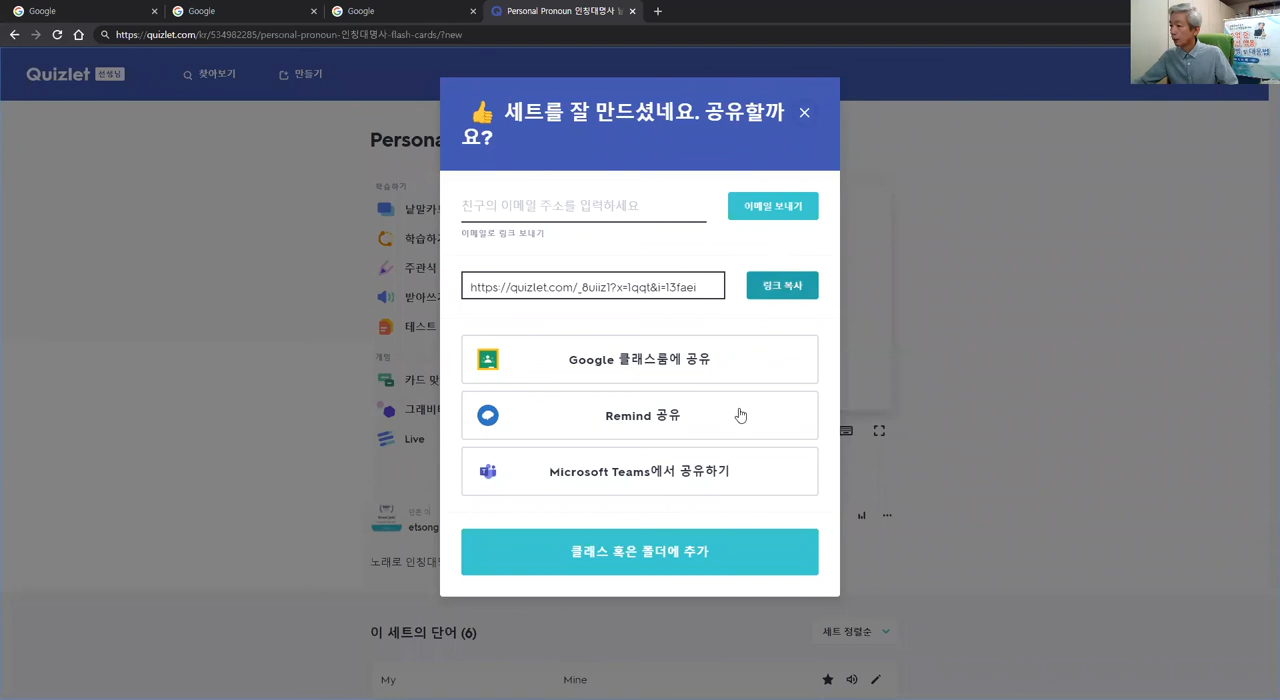 Google
Google
Google
Personal Pronoun 인칭대명사
https://quizlet.com/kr/534982285/personal-pronoun-인칭대명사-flash-cards/?new
Quizlet 선생님
찾아보기
만들기
👍 세트를 잘 만드셨네요. 공유할까
요?
Persona
친구의 이메일 주소를 입력하세요
이메일 보내기
이메일로 링크 보내기
학습하기
낱말카
학습하
주관식
받아쓰
테스트
게임
카드 맞
그래비
Live
https://quizlet.com/_8uiiz1?x=1qqt&i=13faei
링크 복사
Google 클래스룸에 공유
Remind 공유
Microsoft Teams에서 공유하기
만든 이
etsong
노래로 인칭대명
클래스 혹은 폴더에 추가
이 세트의 단어 (6)
세트 정렬순
My
Mine